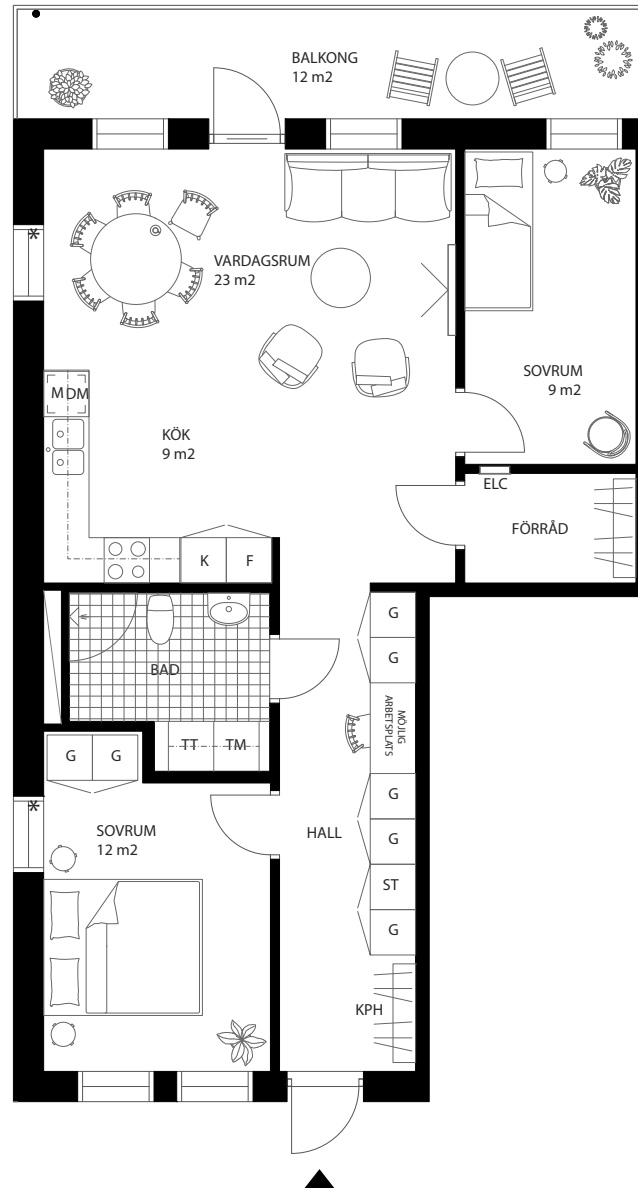 BALKONG
12 m2
*
VARDAGSRUM
23 m2
SOVRUM
9 m2
M DM
KÖK
9 m2
ELC
FÖRRÅD
K F
G
BAD
G
MÖJLIG
ARBETSPLATS
TT TM
G G
*
G
SOVRUM
12 m2
HALL
G
ST
G
KPH